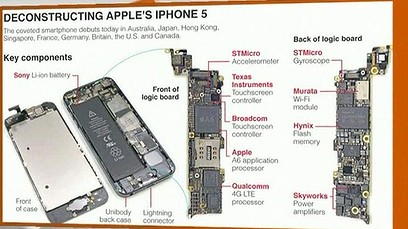 DECONSTRUCTING APPLE'S IPHONE 5
The coveted smartphone debuts today in Australia, Japan, Hong Kong,
Singapore, France, Germany, Britain, the U.S. and Canada.
Key components
Sony Li-ion battery
Front
of case
Unibody
back case
Lightning
connector
Front of
logic board
STMicro
Accelerometer
Texas
Instruments
Touchscreen
controller
Broadcom
Touchscreen
controller
Apple
A6 application
processor
Qualcomm
4G LTE
processor
Back of logic board
STMicro
Gyroscope
Murata
Wi-Fi
module
Hynix
Flash
memory
Skyworks
Power
amplifiers